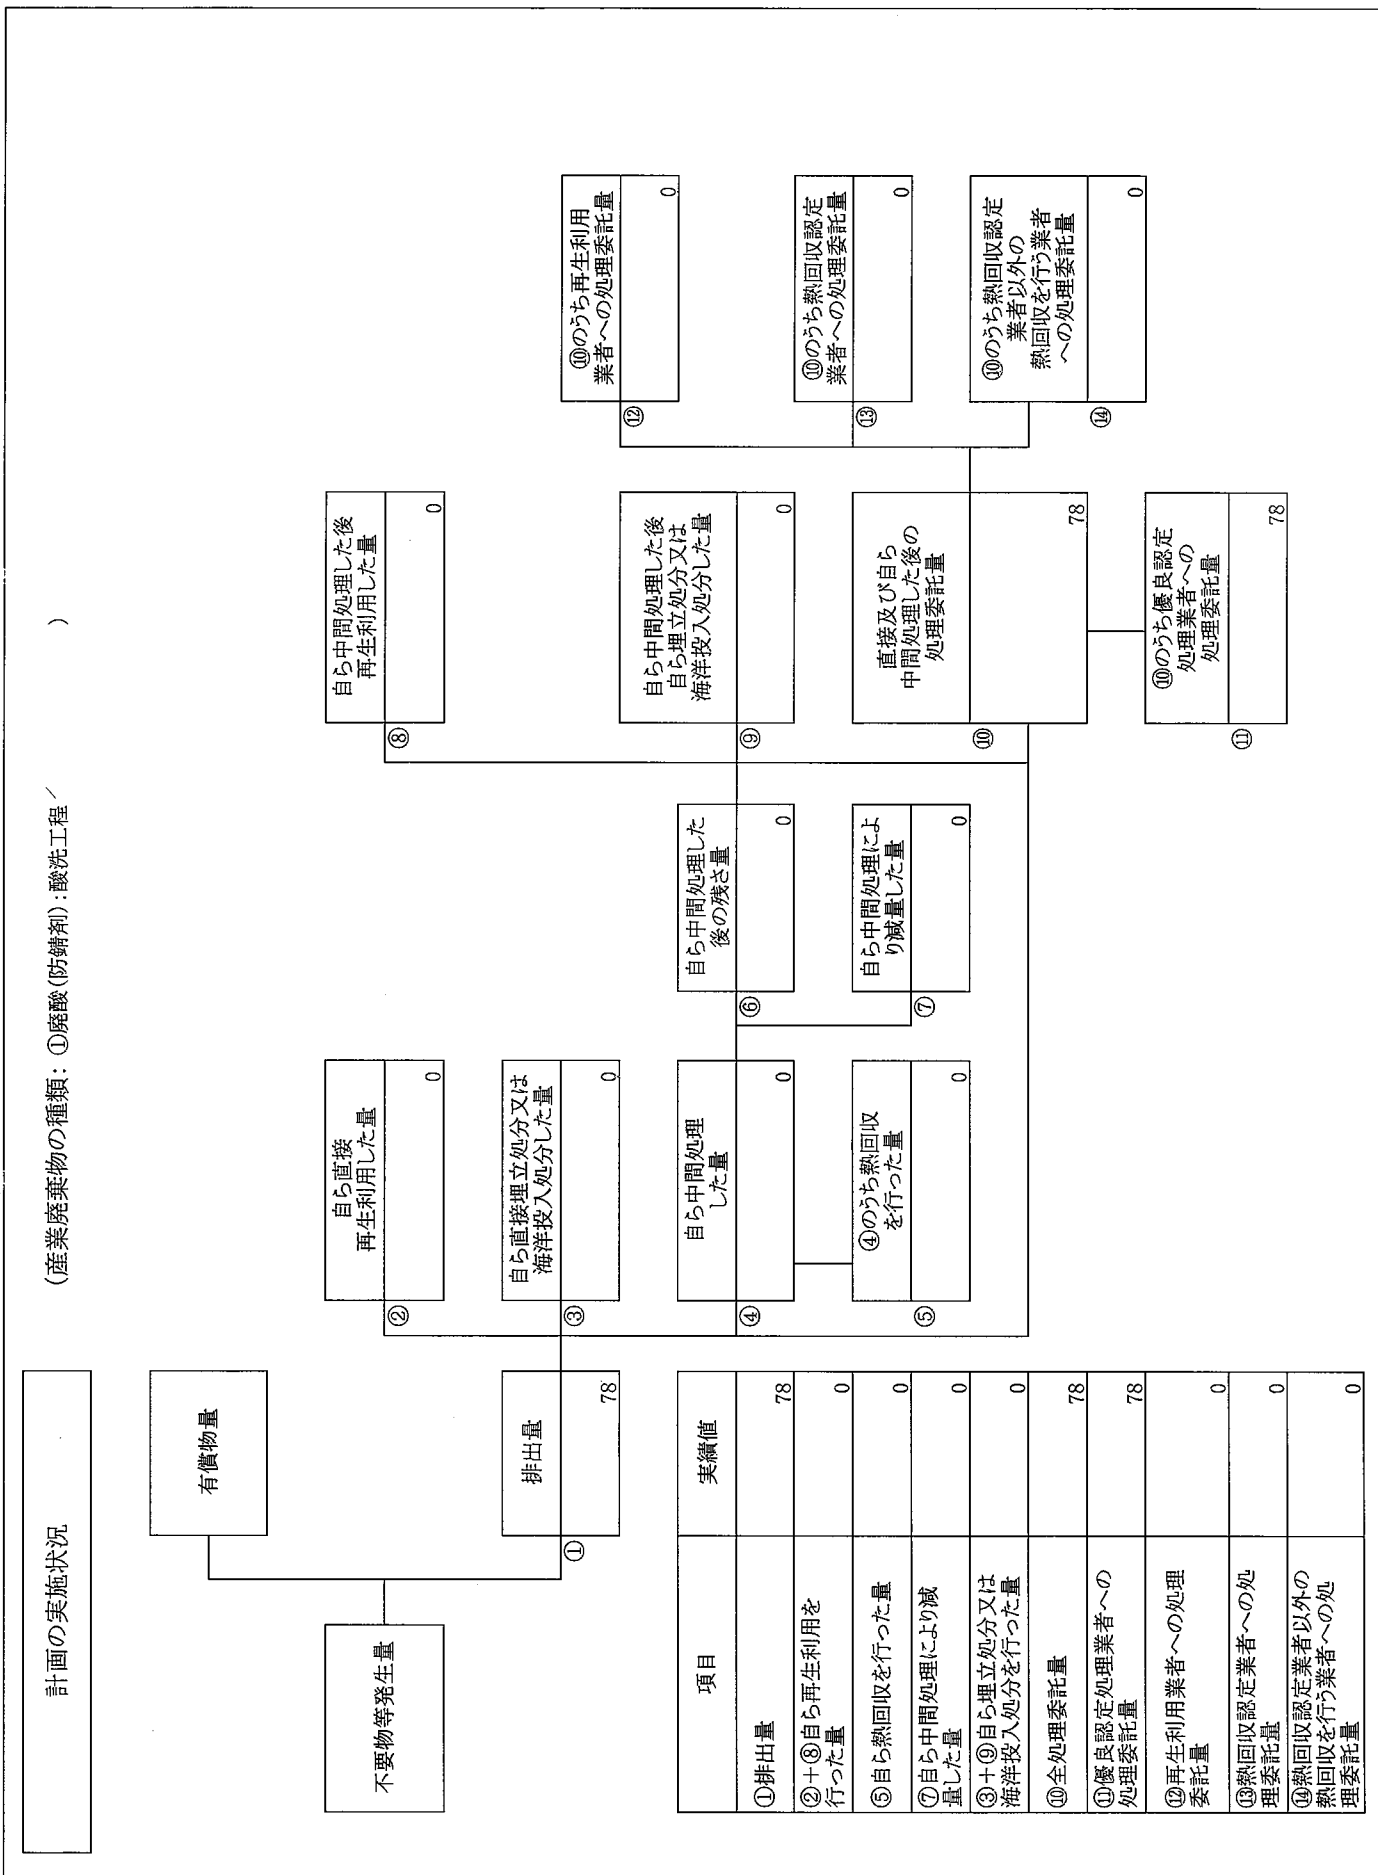 計画の実施状況
(産業廃棄物の種類：①廃酸(防錆剤)：酸洗工程
)
不要物等発生量
有償物量
①
排出量
78
②
自ら直接
再生利用した量
0
③
自ら直接埋立処分又は
海洋投入処分した量
0
④
自ら中間処理
した量
0
⑤
④のうち熱回収
を行った量
0
⑥
自ら中間処理した
後の残さ量
0
⑦
自ら中間処理によ
り減量した量
0
⑧
自ら中間処理した後
再生利用した量
0
⑨
自ら中間処理した後
自ら埋立処分又は
海洋投入処分した量
0
⑩
直接及び自ら
中間処理した後の
処理委託量
78
⑪
⑩のうち優良認定
処理業者への
処理委託量
78
⑫
⑩のうち再生利用
業者への処理委託量
0
⑬
⑩のうち熱回収認定
業者への処理委託量
0
⑭
⑩のうち熱回収認定
業者以外の
熱回収を行う業者
への処理委託量
0
項目 実績値
①排出量 78
②＋⑧自ら再生利用を
行った量 0
⑤自ら熱回収を行った量 0
⑦自ら中間処理により減
量した量 0
③＋⑨自ら埋立処分又は
海洋投入処分を行った量 0
⑩全処理委託量 78
⑪優良認定処理業者への
処理委託量 78
⑫再生利用業者への処理
委託量 0
⑬熱回収認定業者への処
理委託量 0
⑭熱回収認定業者以外の
熱回収を行う業者への処
理委託量 0